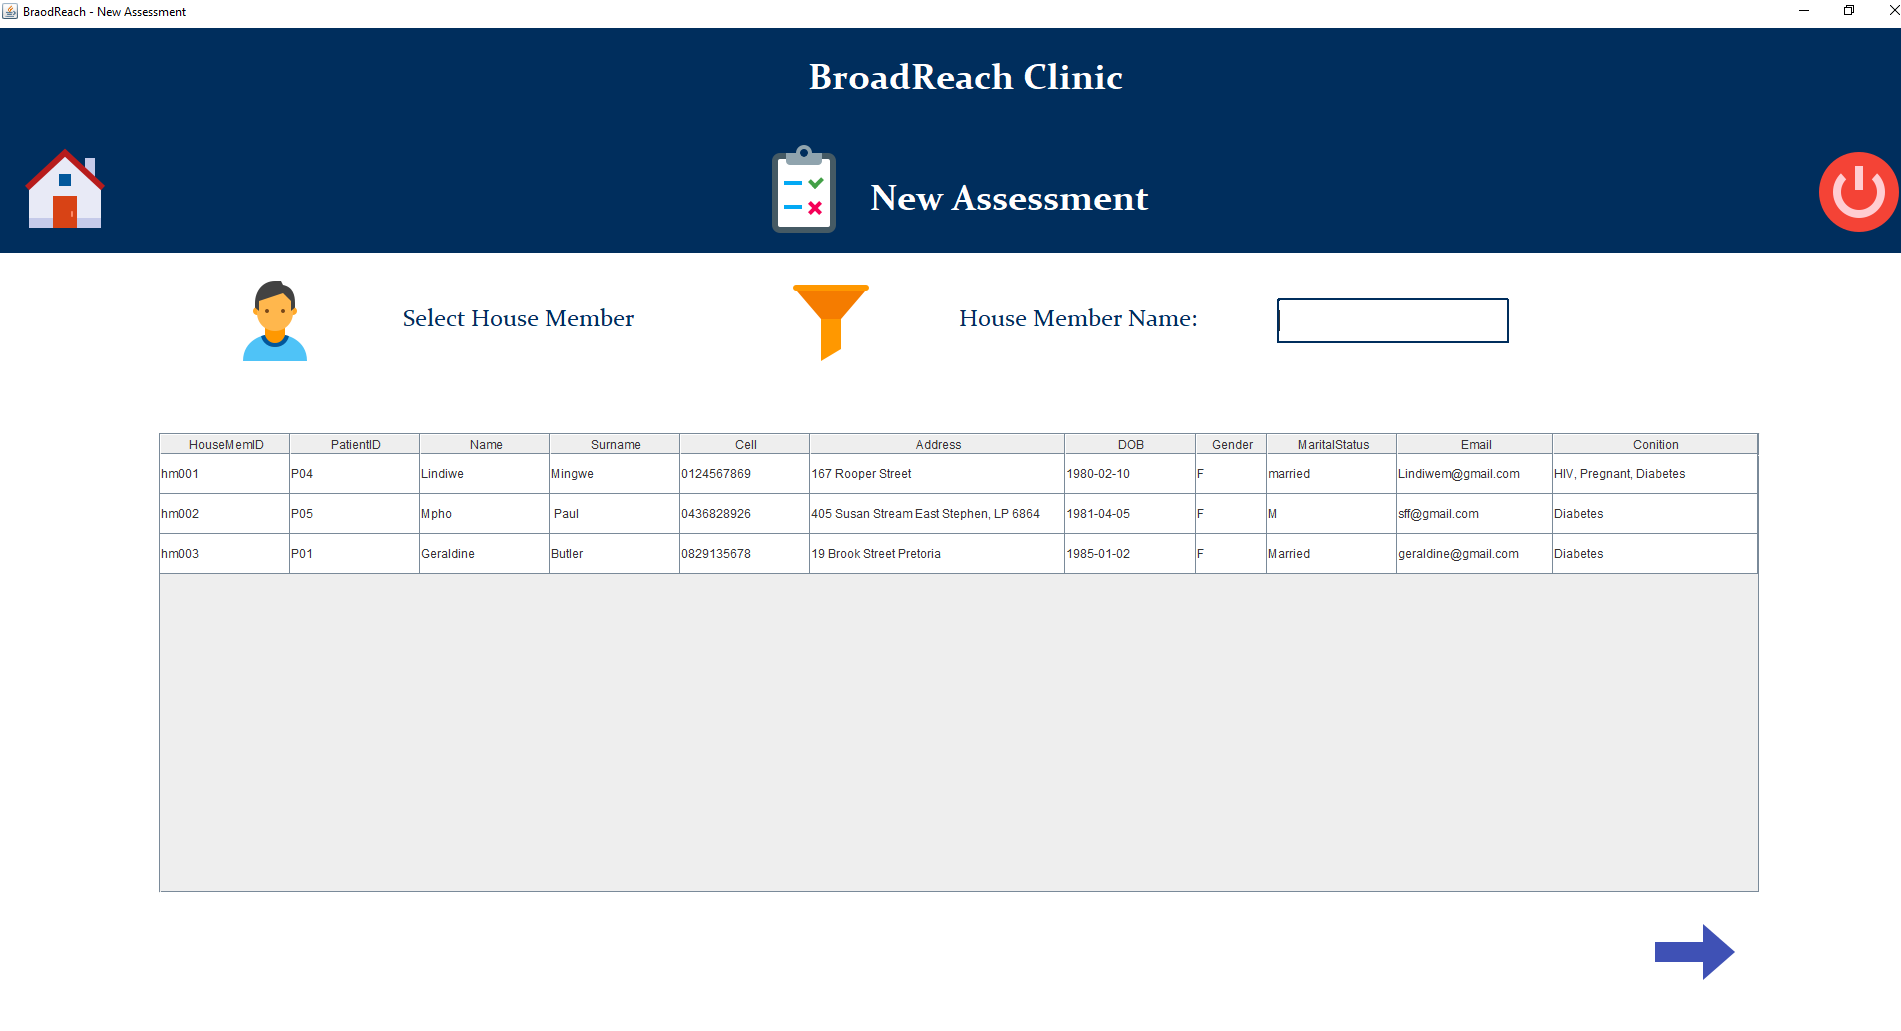 BraodReach - New Assessment
BroadReach Clinic
New Assessment
Select House Member House Member Name:
HouseMemID PatientID Name Surname Cell Address DOB Gender MaritalStatus Email Conition
hm001 P04 Lindiwe Mingwe 0124567869 167 Rooper Street 1980-02-10 F married Lindiwem@gmail.com HIV, Pregnant, Diabetes
hm002 P05 Mpho Paul 0436828926 405 Susan Stream East Stephen, LP 6864 1981-04-05 F M sff@gmail.com Diabetes
hm003 P01 Geraldine Butler 0829135678 19 Brook Street Pretoria 1985-01-02 F Married geraldine@gmail.com Diabetes